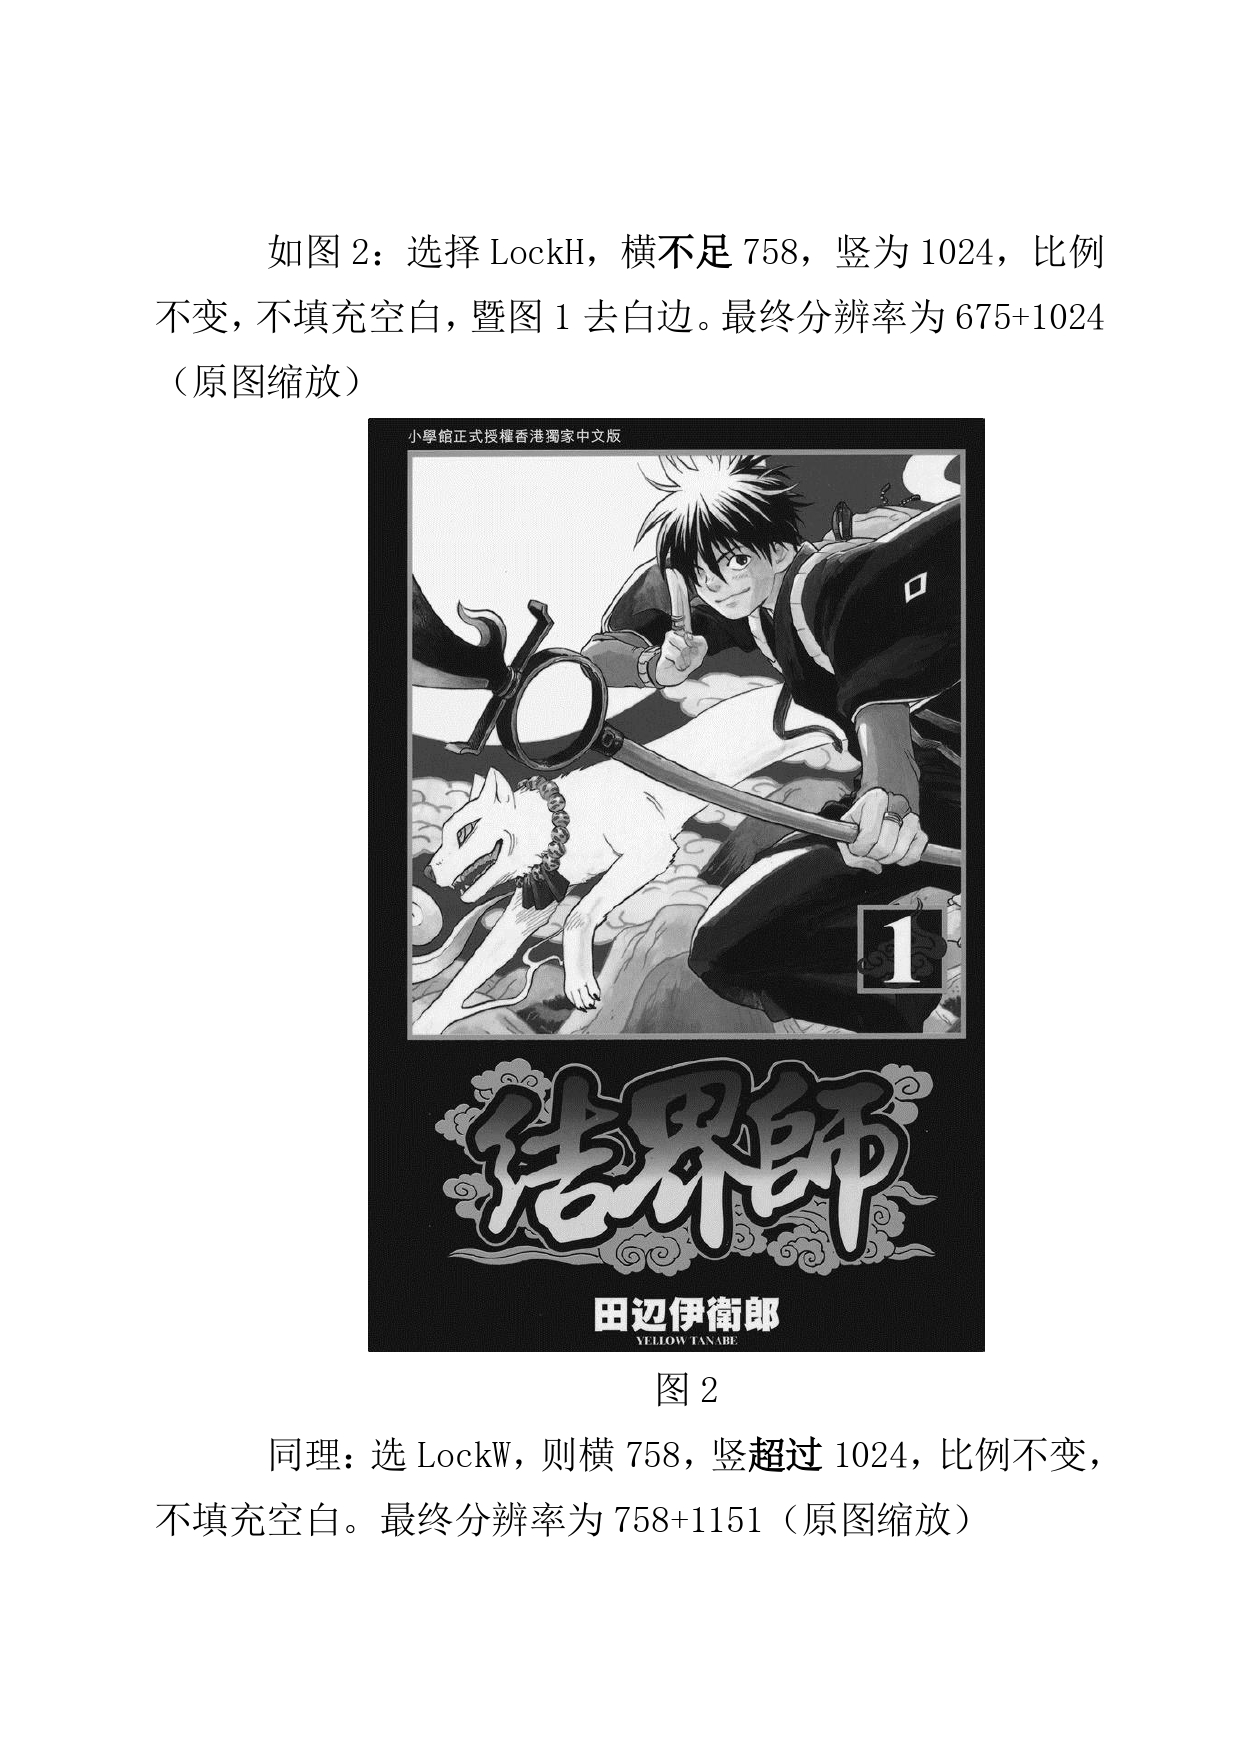 如图 2：选择 LockH，横不足 758，竖为 1024，比例
不变，不填充空白，暨图 1 去白边。最终分辨率为 675+1024
（原图缩放）
小學館正式授權香港獨家中文版
1
结界師
田辺伊衛郎
YELLOW TANABE
图 2
同理：选 LockW，则横 758，竖超过 1024，比例不变，
不填充空白。最终分辨率为 758+1151（原图缩放）